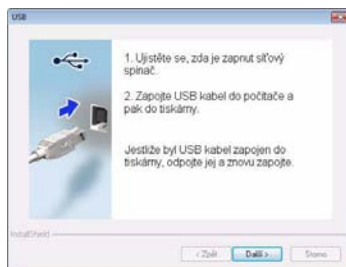 USB
1. Ujistěte se, zda je zapnut síťový
spínač.
2. Zapojte USB kabel do počítače a
pak do tiskárny.
Jestliže byl USB kabel zapojen do
tiskárny, odpojte jej a znovu zapojte.
InstallShield
< Zpět
Další >
Storno